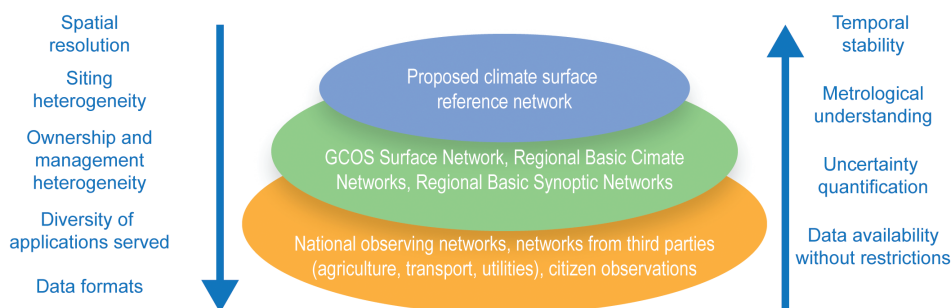 Spatial
resolution
Siting
heterogeneity
Ownership and
management
heterogeneity
Diversity of
applications served
Data formats
Proposed climate surface
reference network
GCOS Surface Network, Regional Basic Cimate
Networks, Regional Basic Synoptic Networks
National observing networks, networks from third parties
(agriculture, transport, utilities), citizen observations
Temporal
stability
Metrological
understanding
Uncertainty
quantification
Data availability
without restrictions